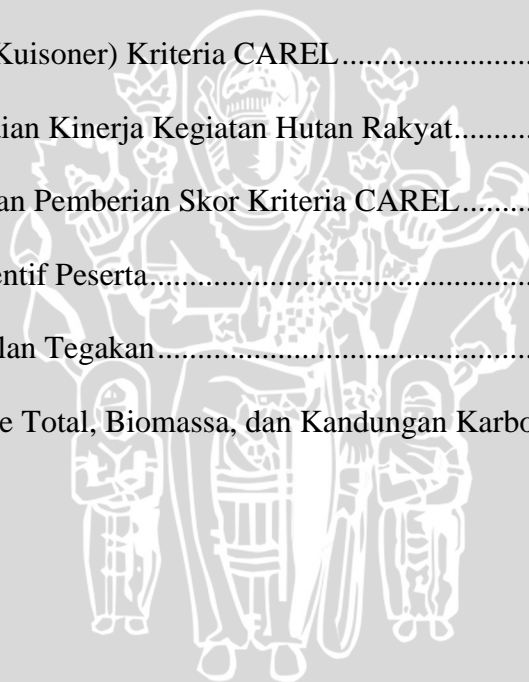 Kuisoner) Kriteria CAREL.....................
ian Kinerja Kegiatan Hutan Rakyat.............
an Pemberian Skor Kriteria CAREL............
entif Peserta.......................................................
lan Tegakan......................................................
e Total, Biomassa, dan Kandungan Karbo